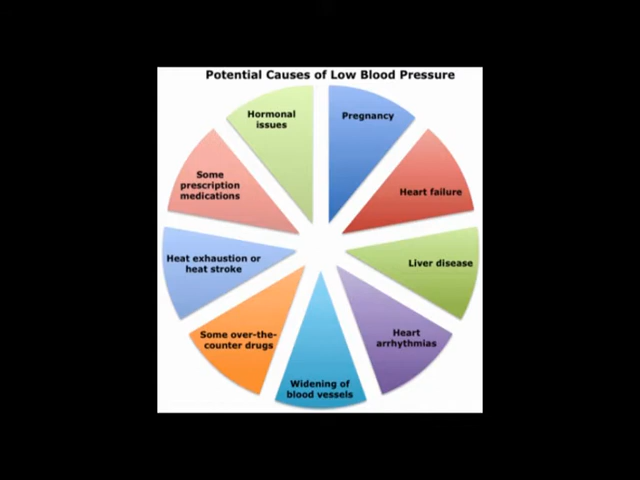 Potential Causes of Low Blood Pressure
Pregnancy
Heart failure
Liver disease
Heart
arrhythmias
Widening of
blood vessels
Some over-the-
counter drugs
Heat exhaustion or
heat stroke
Some
prescription
medications
Hormonal
issues